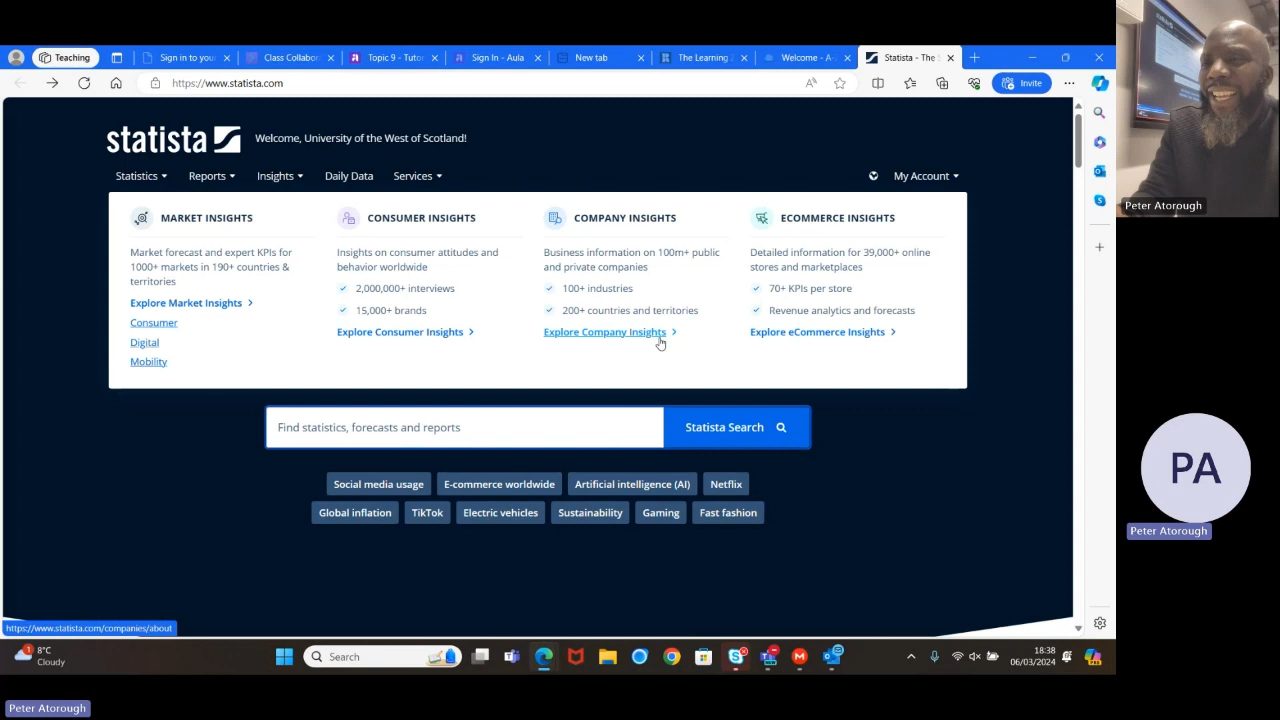 Teaching
Sign in to your
Class Collabor
Topic 9 - Tutor
Sign In - Aula
New tab
The Learning Z
Welcome - A
Statista - The S
https://www.statista.com
Invite
statista
Welcome, University of the West of Scotland!
Statistics
Reports
Insights
Daily Data
Services
My Account
MARKET INSIGHTS
Market forecast and expert KPIs for
1000+ markets in 190+ countries &
territories
Explore Market Insights
Consumer
Digital
Mobility
CONSUMER INSIGHTS
Insights on consumer attitudes and
behavior worldwide
2,000,000+ interviews
15,000+ brands
Explore Consumer Insights
COMPANY INSIGHTS
Business information on 100m+ public
and private companies
100+ industries
200+ countries and territories
Explore Company Insights
ECOMMERCE INSIGHTS
Detailed information for 39,000+ online
stores and marketplaces
70+ KPIs per store
Revenue analytics and forecasts
Explore eCommerce Insights
Find statistics, forecasts and reports
Statista Search
Social media usage
E-commerce worldwide
Artificial intelligence (AI)
Netflix
Global inflation
TikTok
Electric vehicles
Sustainability
Gaming
Fast fashion
https://www.statista.com/companies/about
1
8°C
Cloudy
Search
18:38
06/03/2024
Peter Atorough
PA
Peter Atorough
Peter Atorough